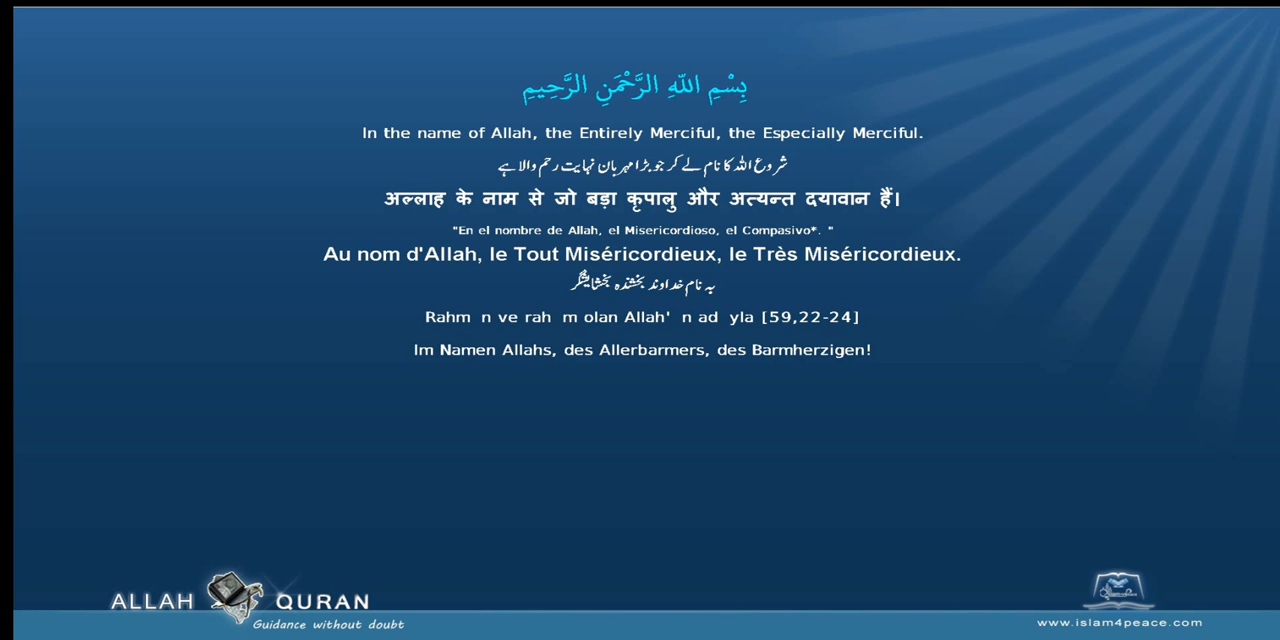 بِسْمِ اللَّهِ الرَّحْمَنِ الرَّحِيمِ
In the name of Allah, the Entirely Merciful, the Especially Merciful.
شروع اللہ کا نام لے کر جو بڑا مہربان نہایت رحم والا ہے
अल्लाह के नाम से जो बड़ा कृपालु और अत्यन्त दयावान हैं।
"En el nombre de Allah, el Misericordioso, el Compasivo*. "
Au nom d'Allah, le Tout Miséricordieux, le Très Miséricordieux.
به نام خداوند بخشنده بخشایشگر
Rahm n ve rah m olan Allah' n ad yla [59,22-24]
Im Namen Allahs, des Allerbarmers, des Barmherzigen!
ALLAH QURAN
Guidance without doubt
www.islam4peace.com